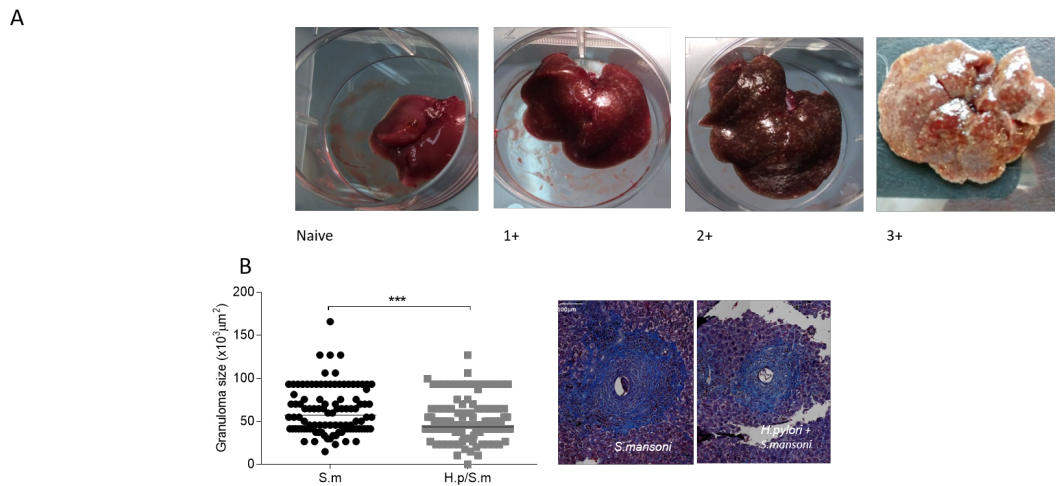 A
Naive
1+
2+
3+
B
Granuloma size (x10³µm²)
200
150
100
50
0
***
S.m
H.p/S.m
S.mansoni
H.pylori +
S.mansoni